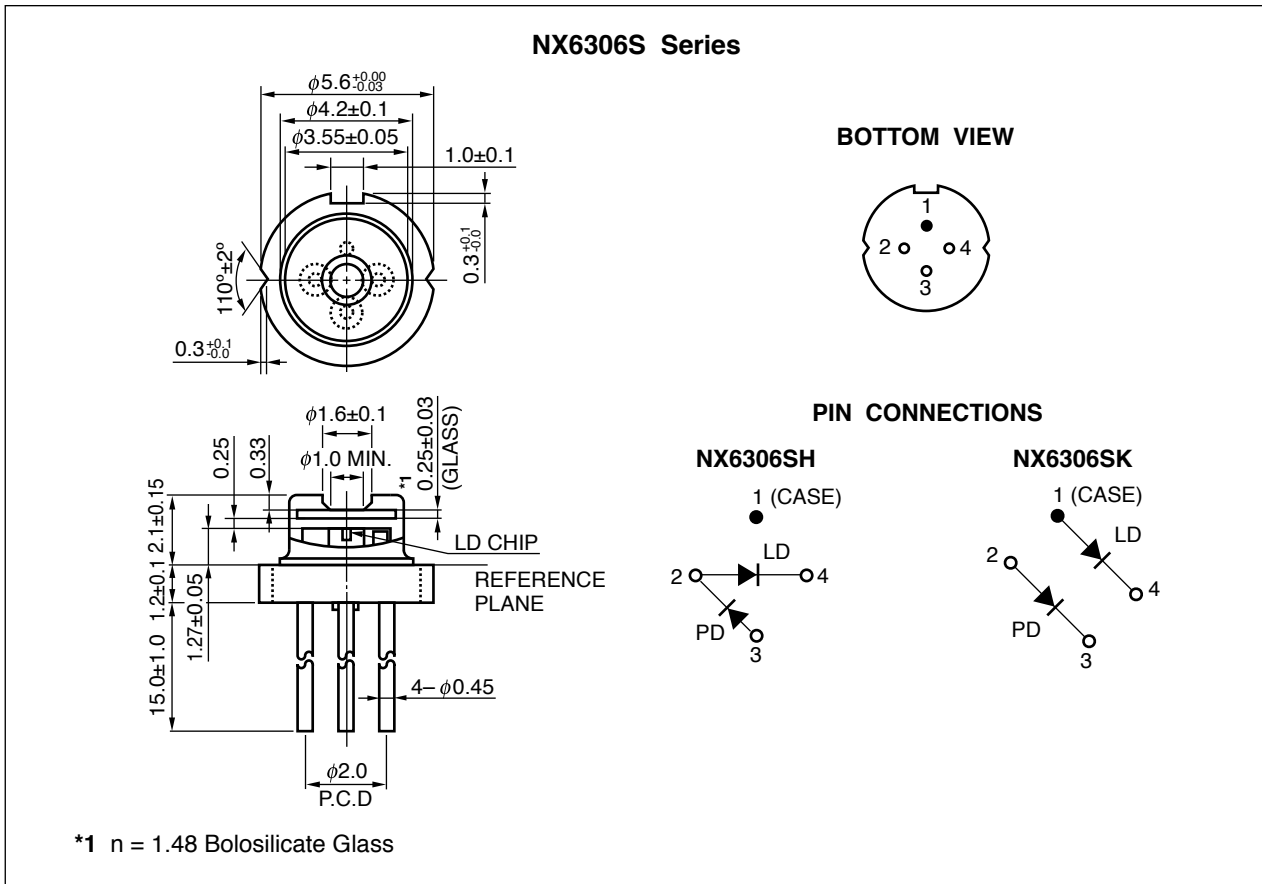 NX6306S Series
ϕ5.6+0.00 -0.03
ϕ4.2±0.1
ϕ3.55±0.05
1.0±0.1
0.3+0.1 -0.0
110°±2°
0.3+0.1 -0.0
BOTTOM VIEW
1
2
4
3
ϕ1.6±0.1
ϕ1.0 MIN.
0.25
0.33
*1
0.25±0.03
(GLASS)
2.1±0.15
1.2±0.1
1.27±0.05
15.0±1.0
LD CHIP
REFERENCE
PLANE
4–ϕ0.45
ϕ2.0
P.C.D
PIN CONNECTIONS
NX6306SH
1 (CASE)
LD
2
4
PD
3
NX6306SK
1 (CASE)
LD
2
4
PD
3
*1 n = 1.48 Bolosilicate Glass